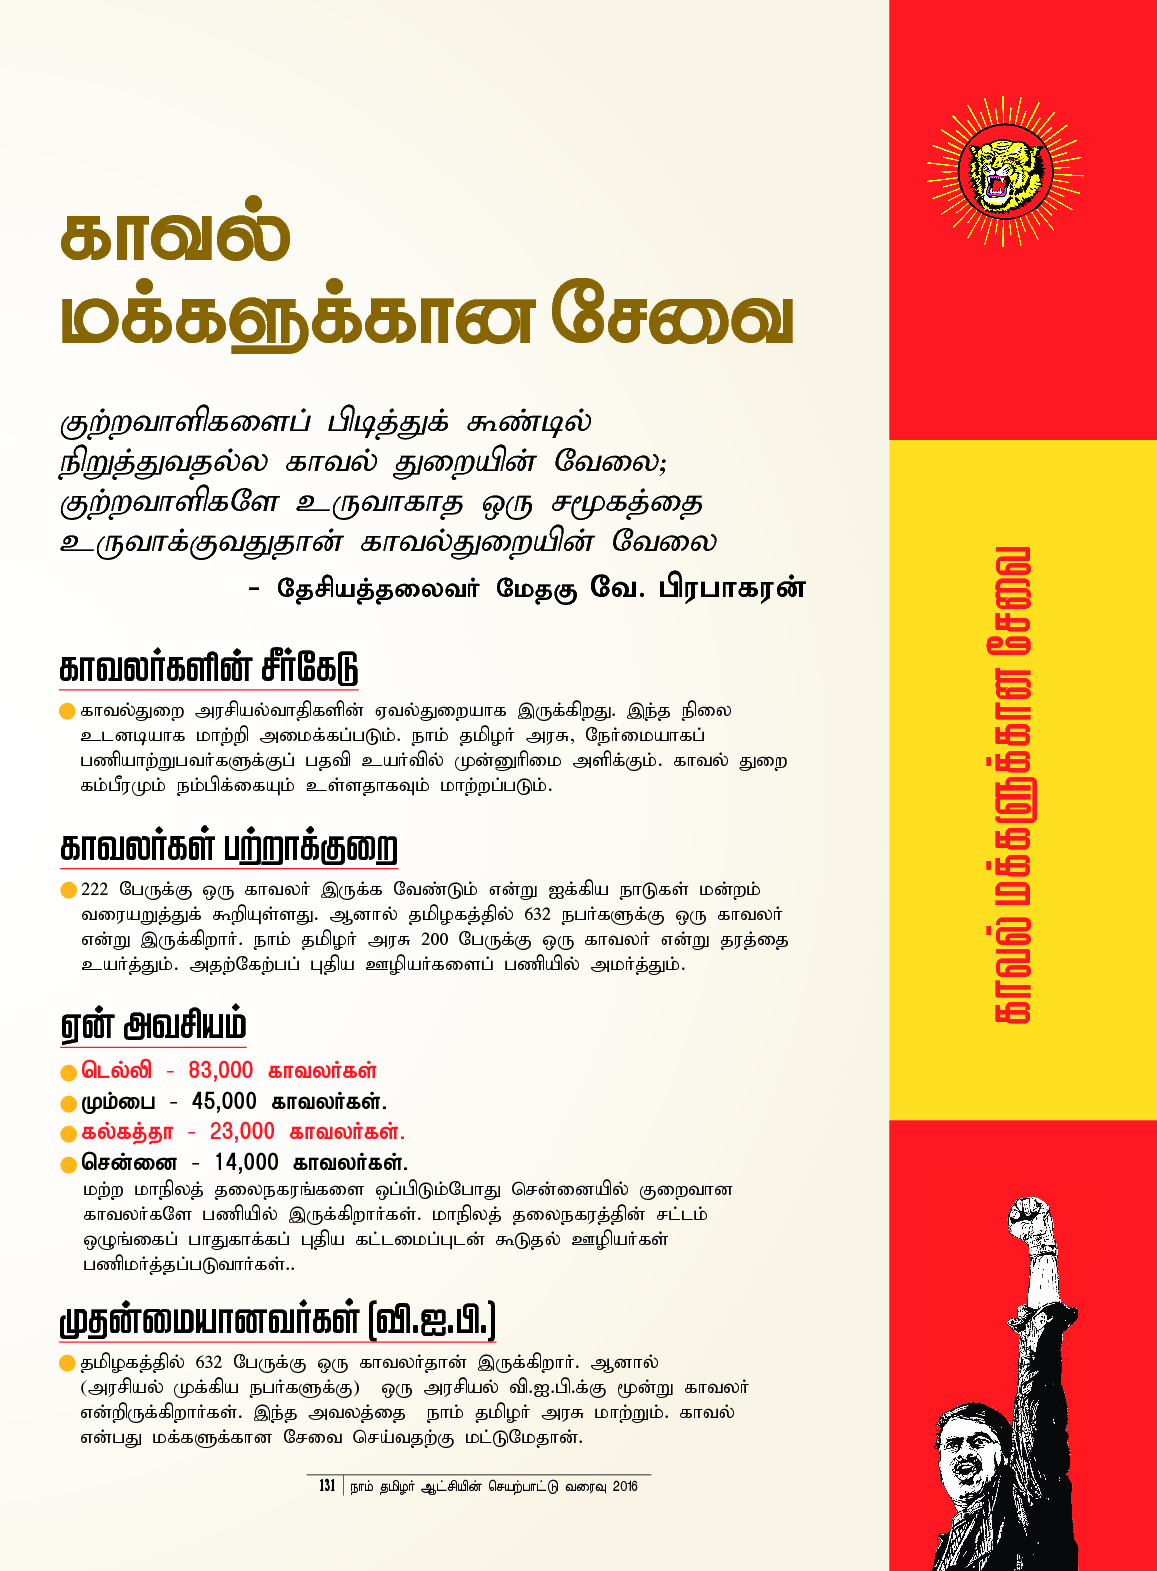 காவல்
மக்களுக்கான சேவை
குற்றவாளிகளைப் பிடித்துக் கூண்டில்
நிறுத்துவதல்ல காவல் துறையின் வேலை;
குற்றவாளிகளே உருவாகாத ஒரு சமூகத்தை
உருவாக்குவதுதான் காவல்துறையின் வேலை
- தேசியத்தலைவர் மேதகு வே. பிரபாகரன்
காவலர்களின் சீர்கேடு
காவல்துறை அரசியல்வாதிகளின் ஏவல்துறையாக இருக்கிறது. இந்த நிலை
உடனடியாக மாற்றி அமைக்கப்படும். நாம் தமிழர் அரசு, நேர்மையாகப்
பணியாற்றுபவர்களுக்குப் பதவி உயர்வில் முன்னுரிமை அளிக்கும். காவல் துறை
கம்பீரமும் நம்பிக்கையும் உள்ளதாகவும் மாற்றப்படும்.
காவலர்கள் பற்றாக்குறை
222 பேருக்கு ஒரு காவலர் இருக்க வேண்டும் என்று ஐக்கிய நாடுகள் மன்றம்
வரையறுத்துக் கூறியுள்ளது. ஆனால் தமிழகத்தில் 632 நபர்களுக்கு ஒரு காவலர்
என்று இருக்கிறார். நாம் தமிழர் அரசு 200 பேருக்கு ஒரு காவலர் என்று தரத்தை
உயர்த்தும். அதற்கேற்பப் புதிய ஊழியர்களைப் பணியில் அமர்த்தும்.
ஏன் அவசியம்
டெல்லி - 83,000 காவலர்கள்
மும்பை - 45,000 காவலர்கள்.
கல்கத்தா - 23,000 காவலர்கள்.
சென்னை - 14,000 காவலர்கள்.
மற்ற மாநிலத் தலைநகரங்களை ஒப்பிடும்போது சென்னையில் குறைவான
காவலர்களே பணியில் இருக்கிறார்கள். மாநிலத் தலைநகரத்தின் சட்டம்
ஒழுங்கைப் பாதுகாக்கப் புதிய கட்டமைப்புடன் கூடுதல் ஊழியர்கள்
பணிமர்த்தப்படுவார்கள்..
முதன்மையானவர்கள் (வி.ஐ.பி.)
தமிழகத்தில் 632 பேருக்கு ஒரு காவலர்தான் இருக்கிறார். ஆனால்
(அரசியல் முக்கிய நபர்களுக்கு) ஒரு அரசியல் வி.ஐ.பி.க்கு மூன்று காவலர்
என்றிருக்கிறார்கள். இந்த அவலத்தை நாம் தமிழர் அரசு மாற்றும். காவல்
என்பது மக்களுக்கான சேவை செய்வதற்கு மட்டுமேதான்.
131 நாம் தமிழர் ஆட்சியின் செயற்பாட்டு வரைவு 2016
காவல் மக்களுக்கான சேவை